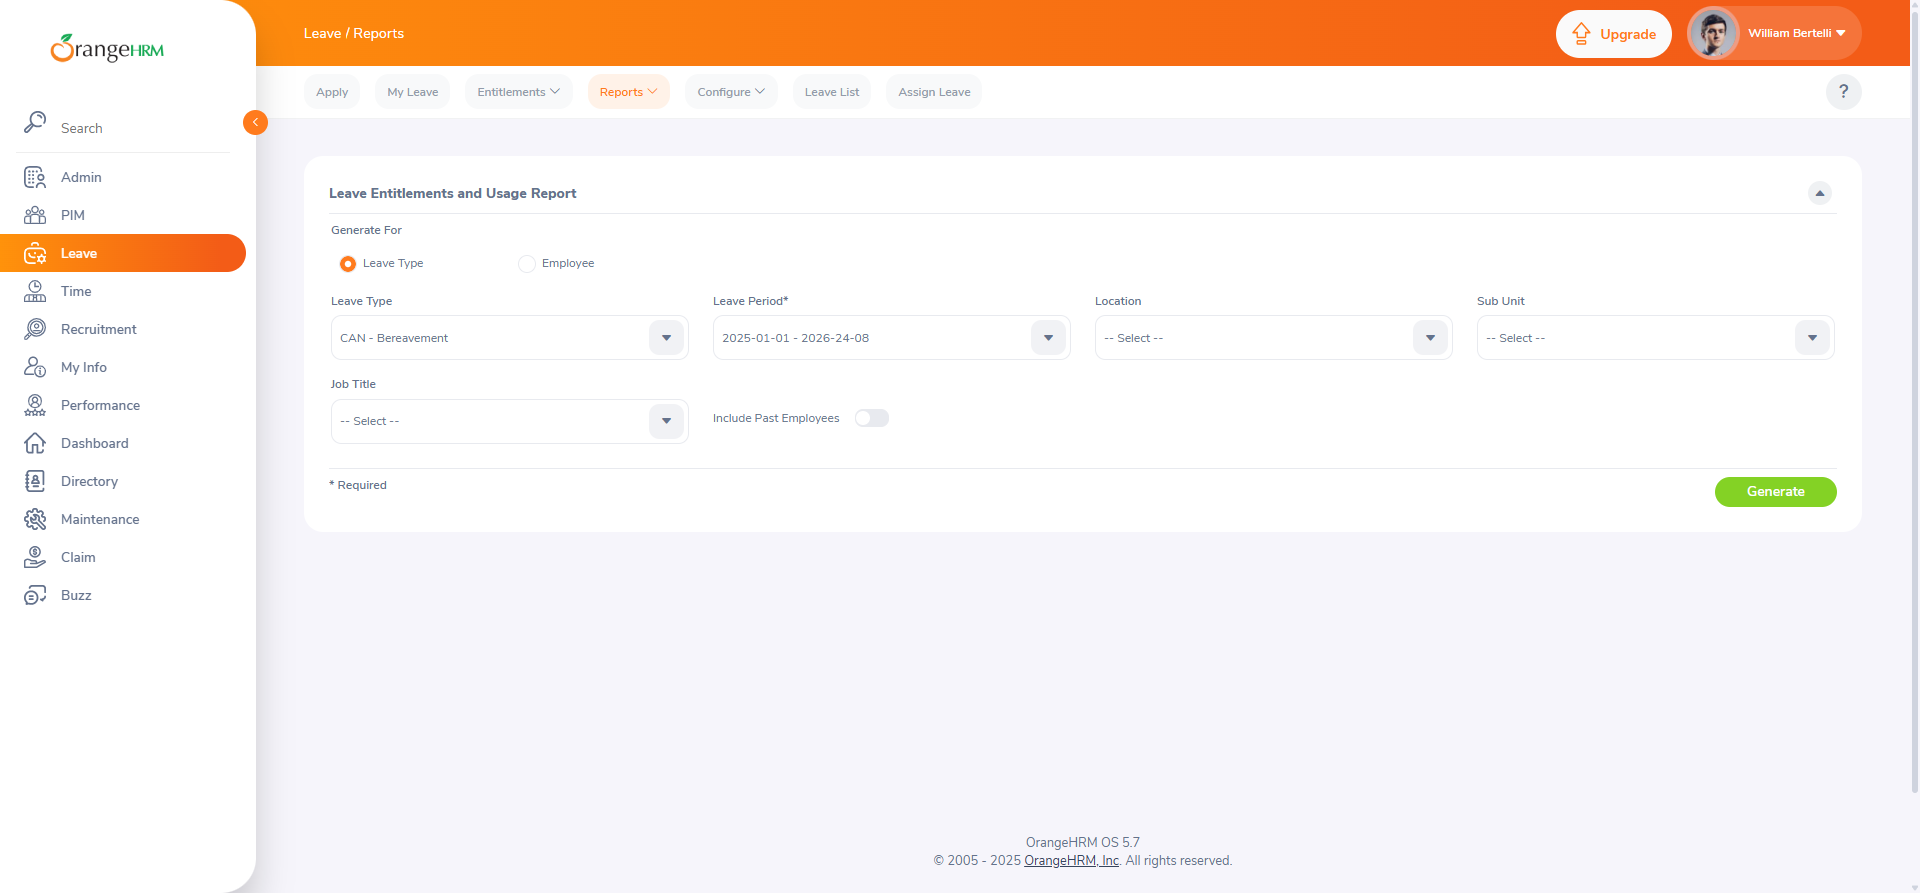 OrangeHRM
Leave / Reports
Upgrade
William Bertelli
Search
Admin
PIM
Leave
Time
Recruitment
My Info
Performance
Dashboard
Directory
Maintenance
Claim
Buzz
Apply
My Leave
Entitlements
Reports
Configure
Leave List
Assign Leave
?
Leave Entitlements and Usage Report
Generate For
Leave Type
Employee
Leave Type
Leave Period*
Location
Sub Unit
CAN - Bereavement
2025-01-01 - 2026-24-08
-- Select --
-- Select --
Job Title
-- Select --
Include Past Employees
* Required
Generate
OrangeHRM OS 5.7
© 2005 - 2025 OrangeHRM, Inc. All rights reserved.